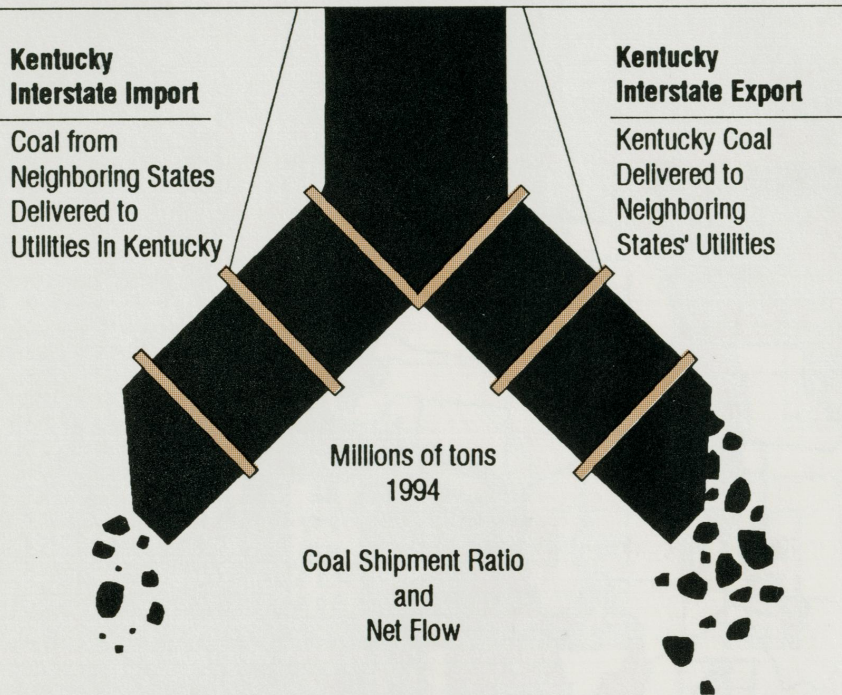 Kentucky
Interstate Import
Coal from
Neighboring States
Delivered to
Utilities in Kentucky
Kentucky
Interstate Export
Kentucky Coal
Delivered to
Neighboring
States' Utilities
Millions of tons
1994
Coal Shipment Ratio
and
Net Flow